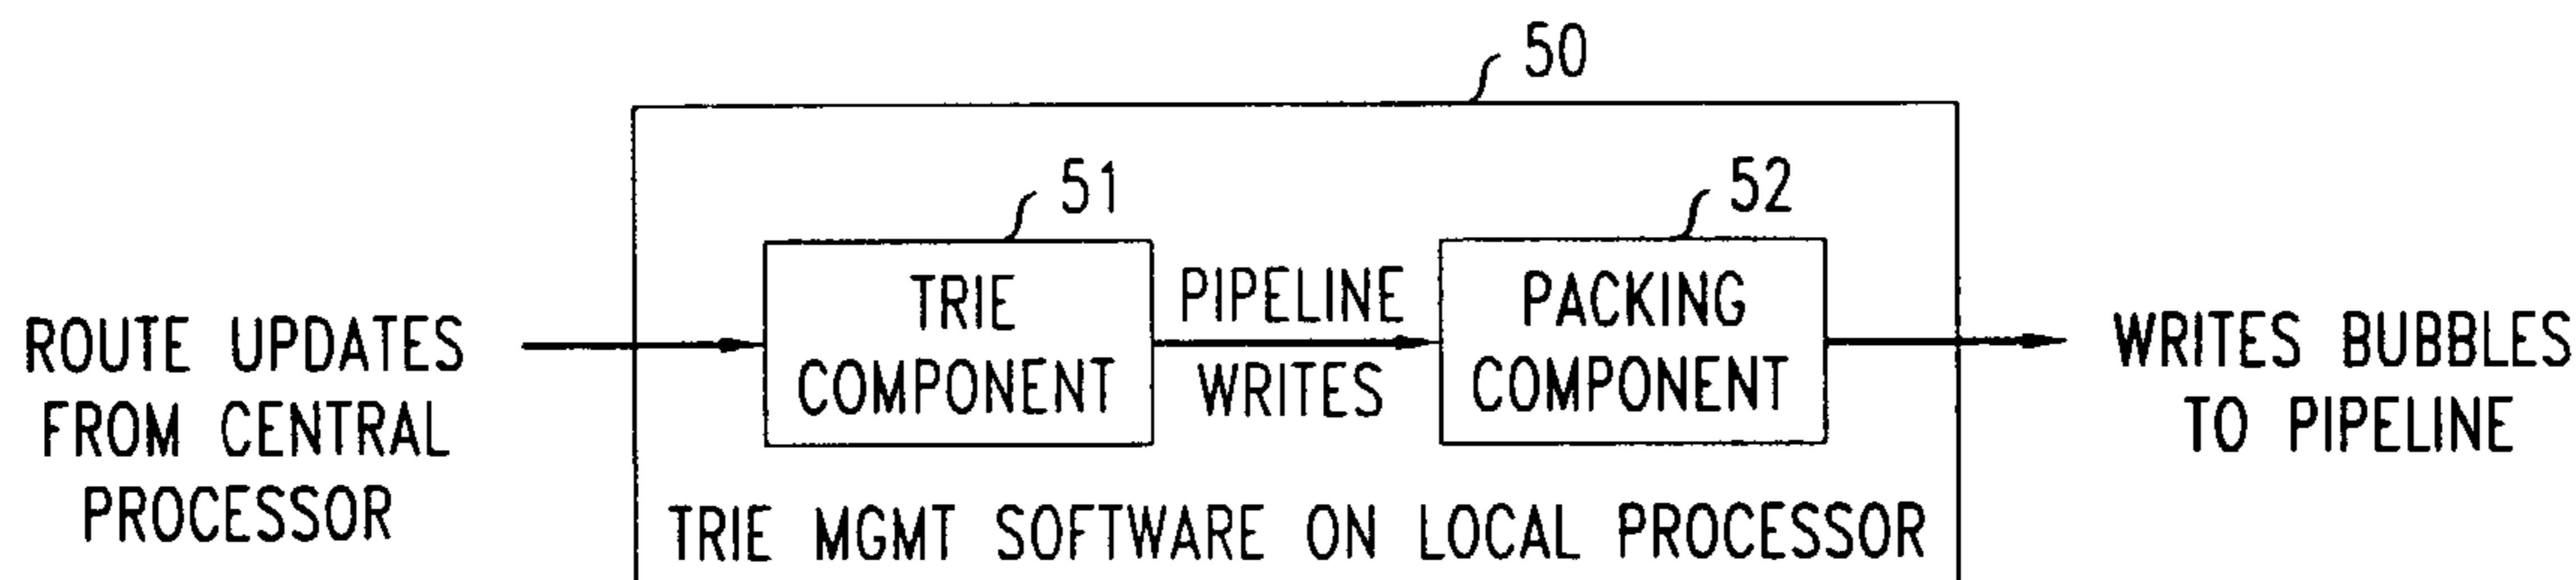 50
51
52
ROUTE UPDATES
FROM CENTRAL
PROCESSOR
TRIE
COMPONENT
PIPELINE
WRITES
PACKING
COMPONENT
WRITES BUBBLES
TO PIPELINE
TRIE MGMT SOFTWARE ON LOCAL PROCESSOR